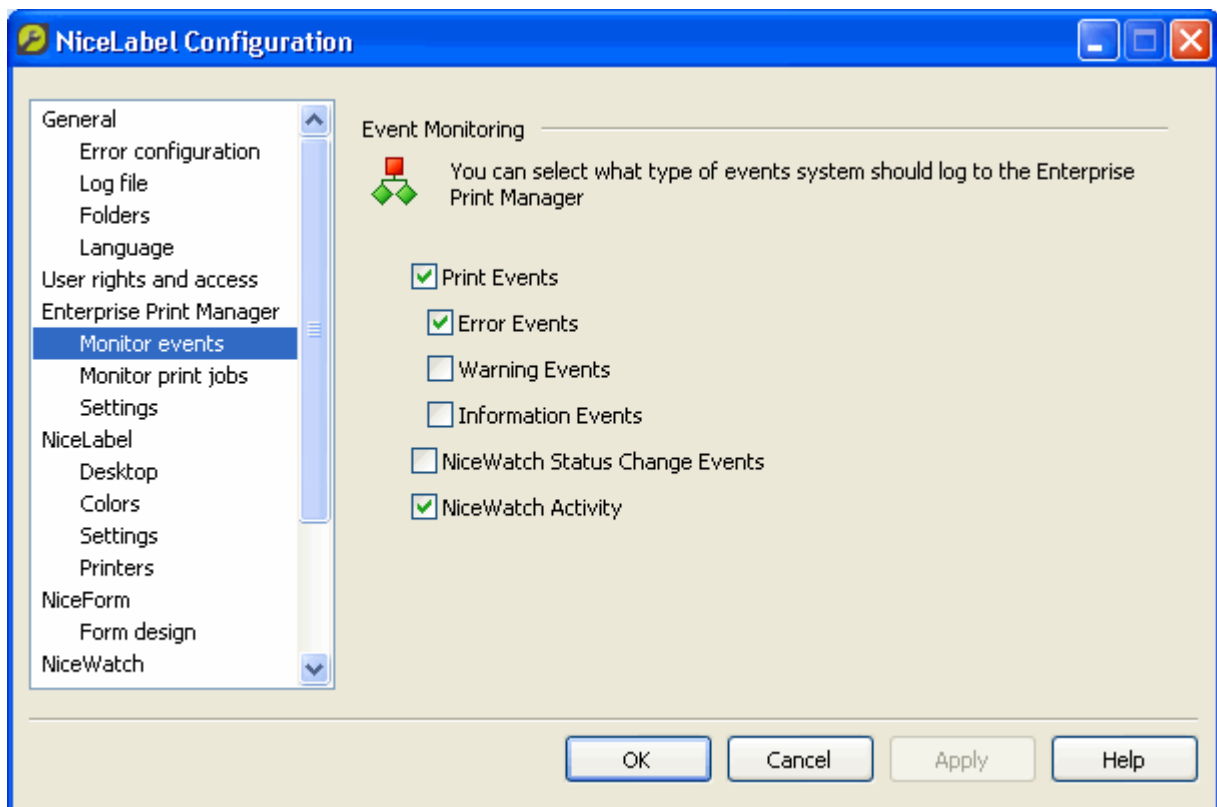 NiceLabel Configuration
General
Error configuration
Log file
Folders
Language
User rights and access
Enterprise Print Manager
Monitor events
Monitor print jobs
Settings
NiceLabel
Desktop
Colors
Settings
Printers
NiceForm
Form design
NiceWatch
Event Monitoring
You can select what type of events system should log to the Enterprise
Print Manager
Print Events
Error Events
Warning Events
Information Events
NiceWatch Status Change Events
NiceWatch Activity
OK
Cancel
Apply
Help